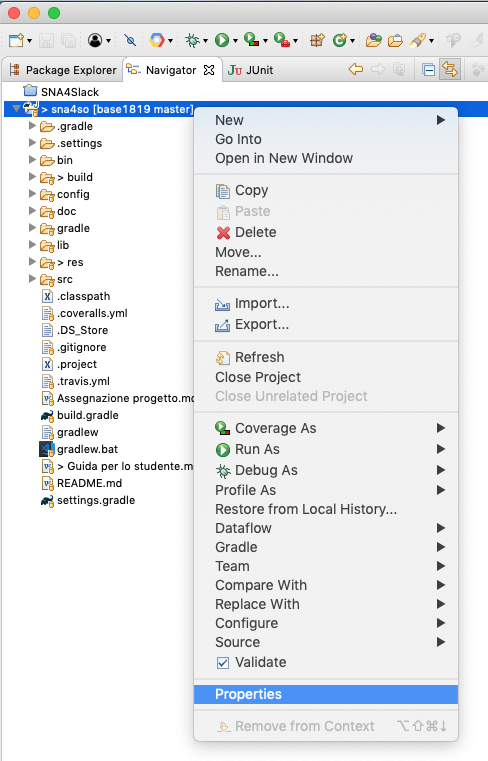 Package Explorer
Navigator
JUnit
SNA4Slack
> sna4so [base1819 master]
.gradle
.settings
bin
> build
config
doc
gradle
lib
> res
src
.classpath
.coveralls.yml
.DS_Store
.gitignore
.project
.travis.yml
Assegnazione progetto.md
build.gradle
gradlew
gradlew.bat
> Guida per lo studente.m
README.md
settings.gradle
New
Go Into
Open in New Window
Copy
Paste
Delete
Move...
Rename...
Import...
Export...
Refresh
Close Project
Close Unrelated Project
Coverage As
Run As
Debug As
Profile As
Restore from Local History...
Dataflow
Gradle
Team
Compare With
Replace With
Configure
Source
Validate
Properties
Remove from Context ⌥⇧⌘↓